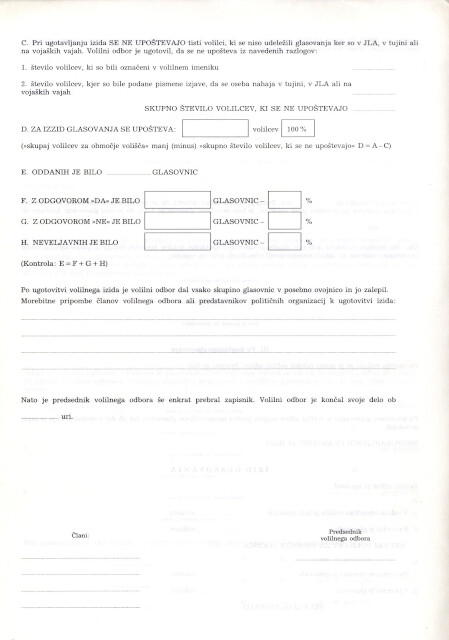 C. Pri ugotavljanju izida SE NE UPOŠTEVAJO tisti volilci, ki se niso udeležili glasovanja ker so v JLA, v tujini ali
na vojaških vajah. Volilni odbor je ugotovil, da se ne upošteva iz navedenih razlogov:
1. število volilcev, ki so bili označeni v volilnem imeniku
2. število volilcev, kjer so bile podane pismene izjave, da se oseba nahaja v tujini, v JLA ali na
vojaških vajah
SKUPNO ŠTEVILO VOLILCEV, KI SE NE UPOŠTEVAJO
D. ZA IZZID GLASOVANJA SE UPOŠTEVA: volilcev 100 %
(»skupaj volilcev za območje volišča« manj (minus) »skupno število volilcev, ki se ne upoštevajo« D = A – C)
E. ODDANIH JE BILO GLASOVNIC
F. Z ODGOVOROM »DA« JE BILO GLASOVNIC – %
G. Z ODGOVOROM »NE« JE BILO GLASOVNIC – %
H. NEVELJAVNIH JE BILO GLASOVNIC – %
(Kontrola: E = F + G + H)
Po ugotovitvi volilnega izida je volilni odbor dal vsako skupino glasovnic v posebno ovojnico in jo zalepil.
Morebitne pripombe članov volilnega odbora ali predstavnikov političnih organizacij k ugotovitvi izida:
Nato je predsednik volilnega odbora še enkrat prebral zapisnik. Volilni odbor je končal svoje delo ob
uri.
Člani:
Predsednik
volilnega odbora